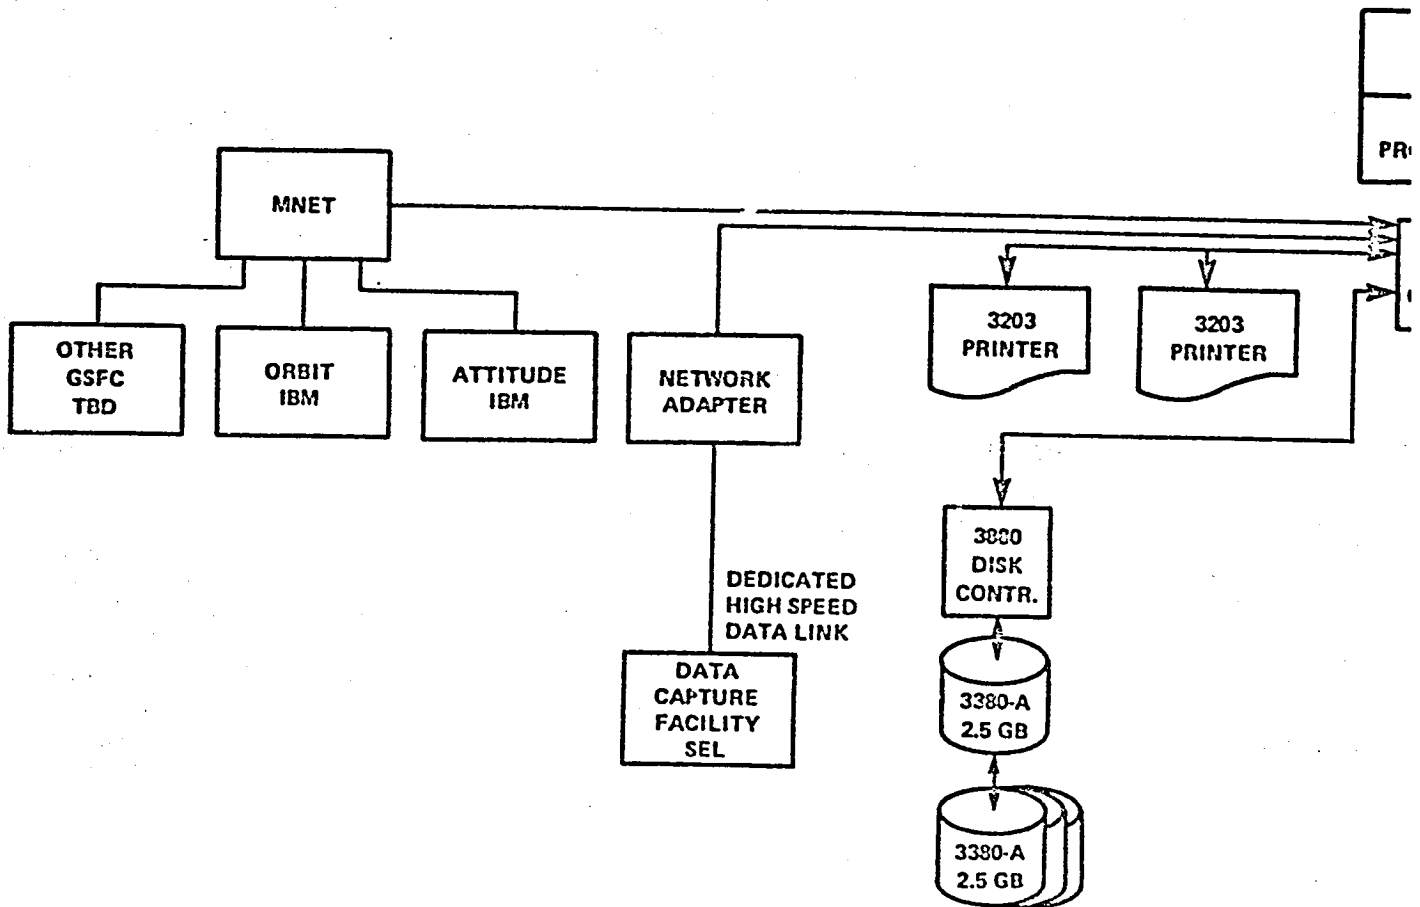 MNET
OTHER
GSFC
TBD
ORBIT
IBM
ATTITUDE
IBM
NETWORK
ADAPTER
3203
PRINTER
3203
PRINTER
DEDICATED
HIGH SPEED
DATA LINK
DATA
CAPTURE
FACILITY
SEL
3880
DISK
CONTR.
3380-A
2.5 GB
3380-A
2.5 GB